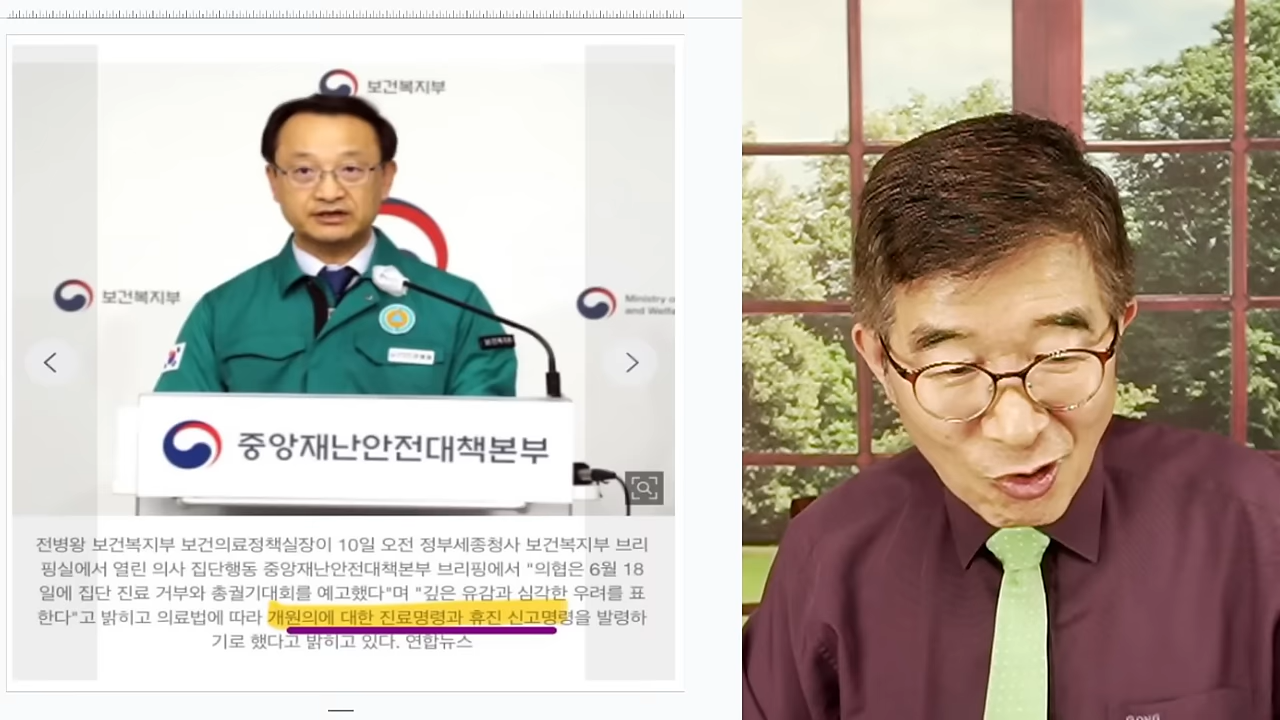 보건복지부
보건복지부
Ministry o
and Welfa
중앙재난안전대책본부
전병왕 보건복지부 보건의료정책실장이 10일 오전 정부세종청사 보건복지부 브리
핑실에서 열린 의사 집단행동 중앙재난안전대책본부 브리핑에서 "의협은 6월 18
일에 집단 진료 거부와 총궐기대회를 예고했다"며 "깊은 유감과 심각한 우려를 표
한다"고 밝히고 의료법에 따라 개원의에 대한 진료명령과 휴진 신고명령을 발령하
기로 했다고 밝히고 있다. 연합뉴스